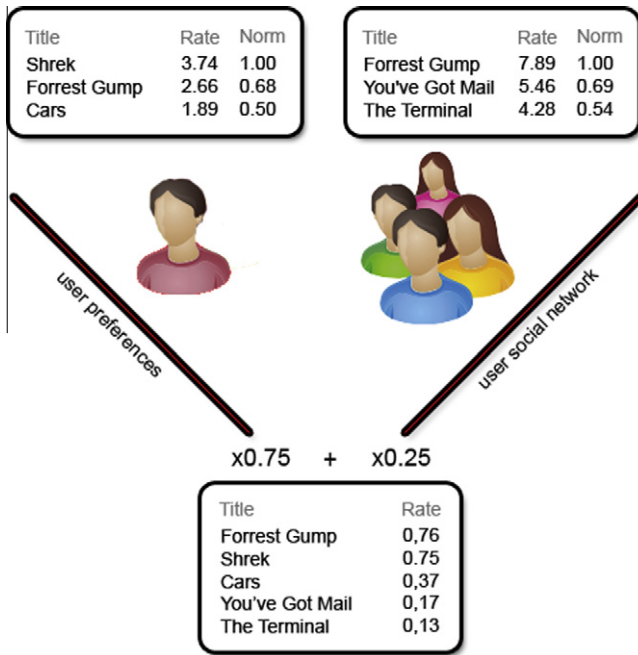 Title Rate Norm
Shrek 3.74 1.00
Forrest Gump 2.66 0.68
Cars 1.89 0.50
Title Rate Norm
Forrest Gump 7.89 1.00
You've Got Mail 5.46 0.69
The Terminal 4.28 0.54
user preferences
user social network
x0.75 + x0.25
Title Rate
Forrest Gump 0,76
Shrek 0.75
Cars 0,37
You've Got Mail 0,17
The Terminal 0,13